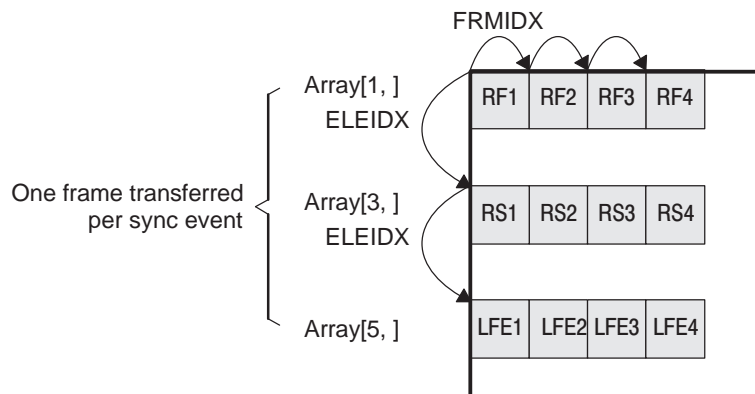 FRMIDX
Array[1, ]
ELEIDX
RF1 RF2 RF3 RF4
One frame transferred
per sync event
Array[3, ]
ELEIDX
RS1 RS2 RS3 RS4
Array[5, ]
LFE1 LFE2 LFE3 LFE4